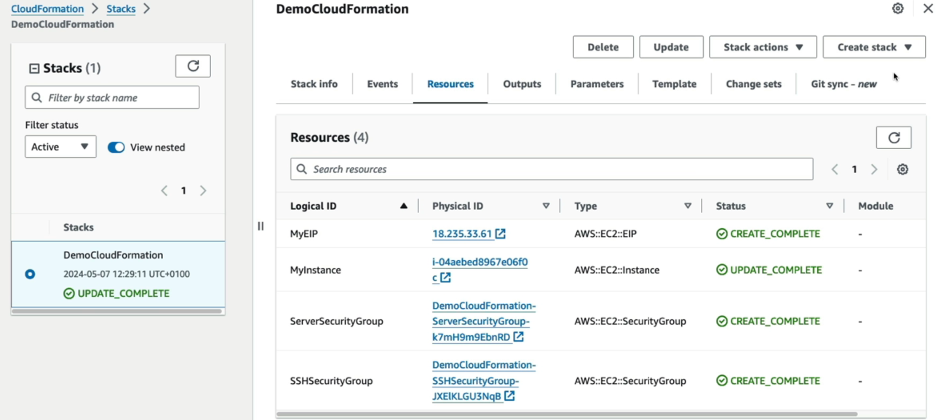 CloudFormation > Stacks >
DemoCloudFormation
Stacks (1)
Filter by stack name
Filter status
Active
View nested
1
Stacks
DemoCloudFormation
2024-05-07 12:29:11 UTC+0100
UPDATE_COMPLETE
DemoCloudFormation
Delete Update Stack actions Create stack
Stack info Events Resources Outputs Parameters Template Change sets Git sync - new
Resources (4)
Search resources
1
Logical ID Physical ID Type Status Module
MyEIP 18.235.33.61 AWS::EC2::EIP CREATE_COMPLETE -
MyInstance i-04aebed8967e06f0
c AWS::EC2::Instance UPDATE_COMPLETE -
ServerSecurityGroup DemoCloudFormation-
ServerSecurityGroup-
k7mH9m9EbnRD AWS::EC2::SecurityGroup CREATE_COMPLETE -
SSHSecurityGroup DemoCloudFormation-
SSHSecurityGroup-
JXElKLGU3NqB AWS::EC2::SecurityGroup CREATE_COMPLETE -